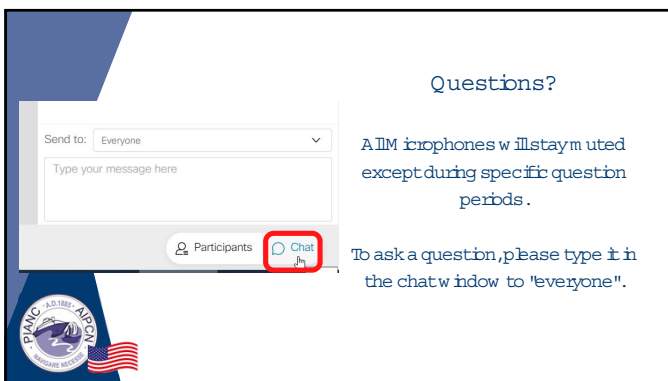 Questions?
Send to: Everyone
Type your message here
Participants
Chat
All Microphones will stay muted
except during specific question
periods.
To ask a question, please type it in
the chat window to "everyone".
PIANC · A.D. 1885 · AIPCN
NAVIGARE NECESSE